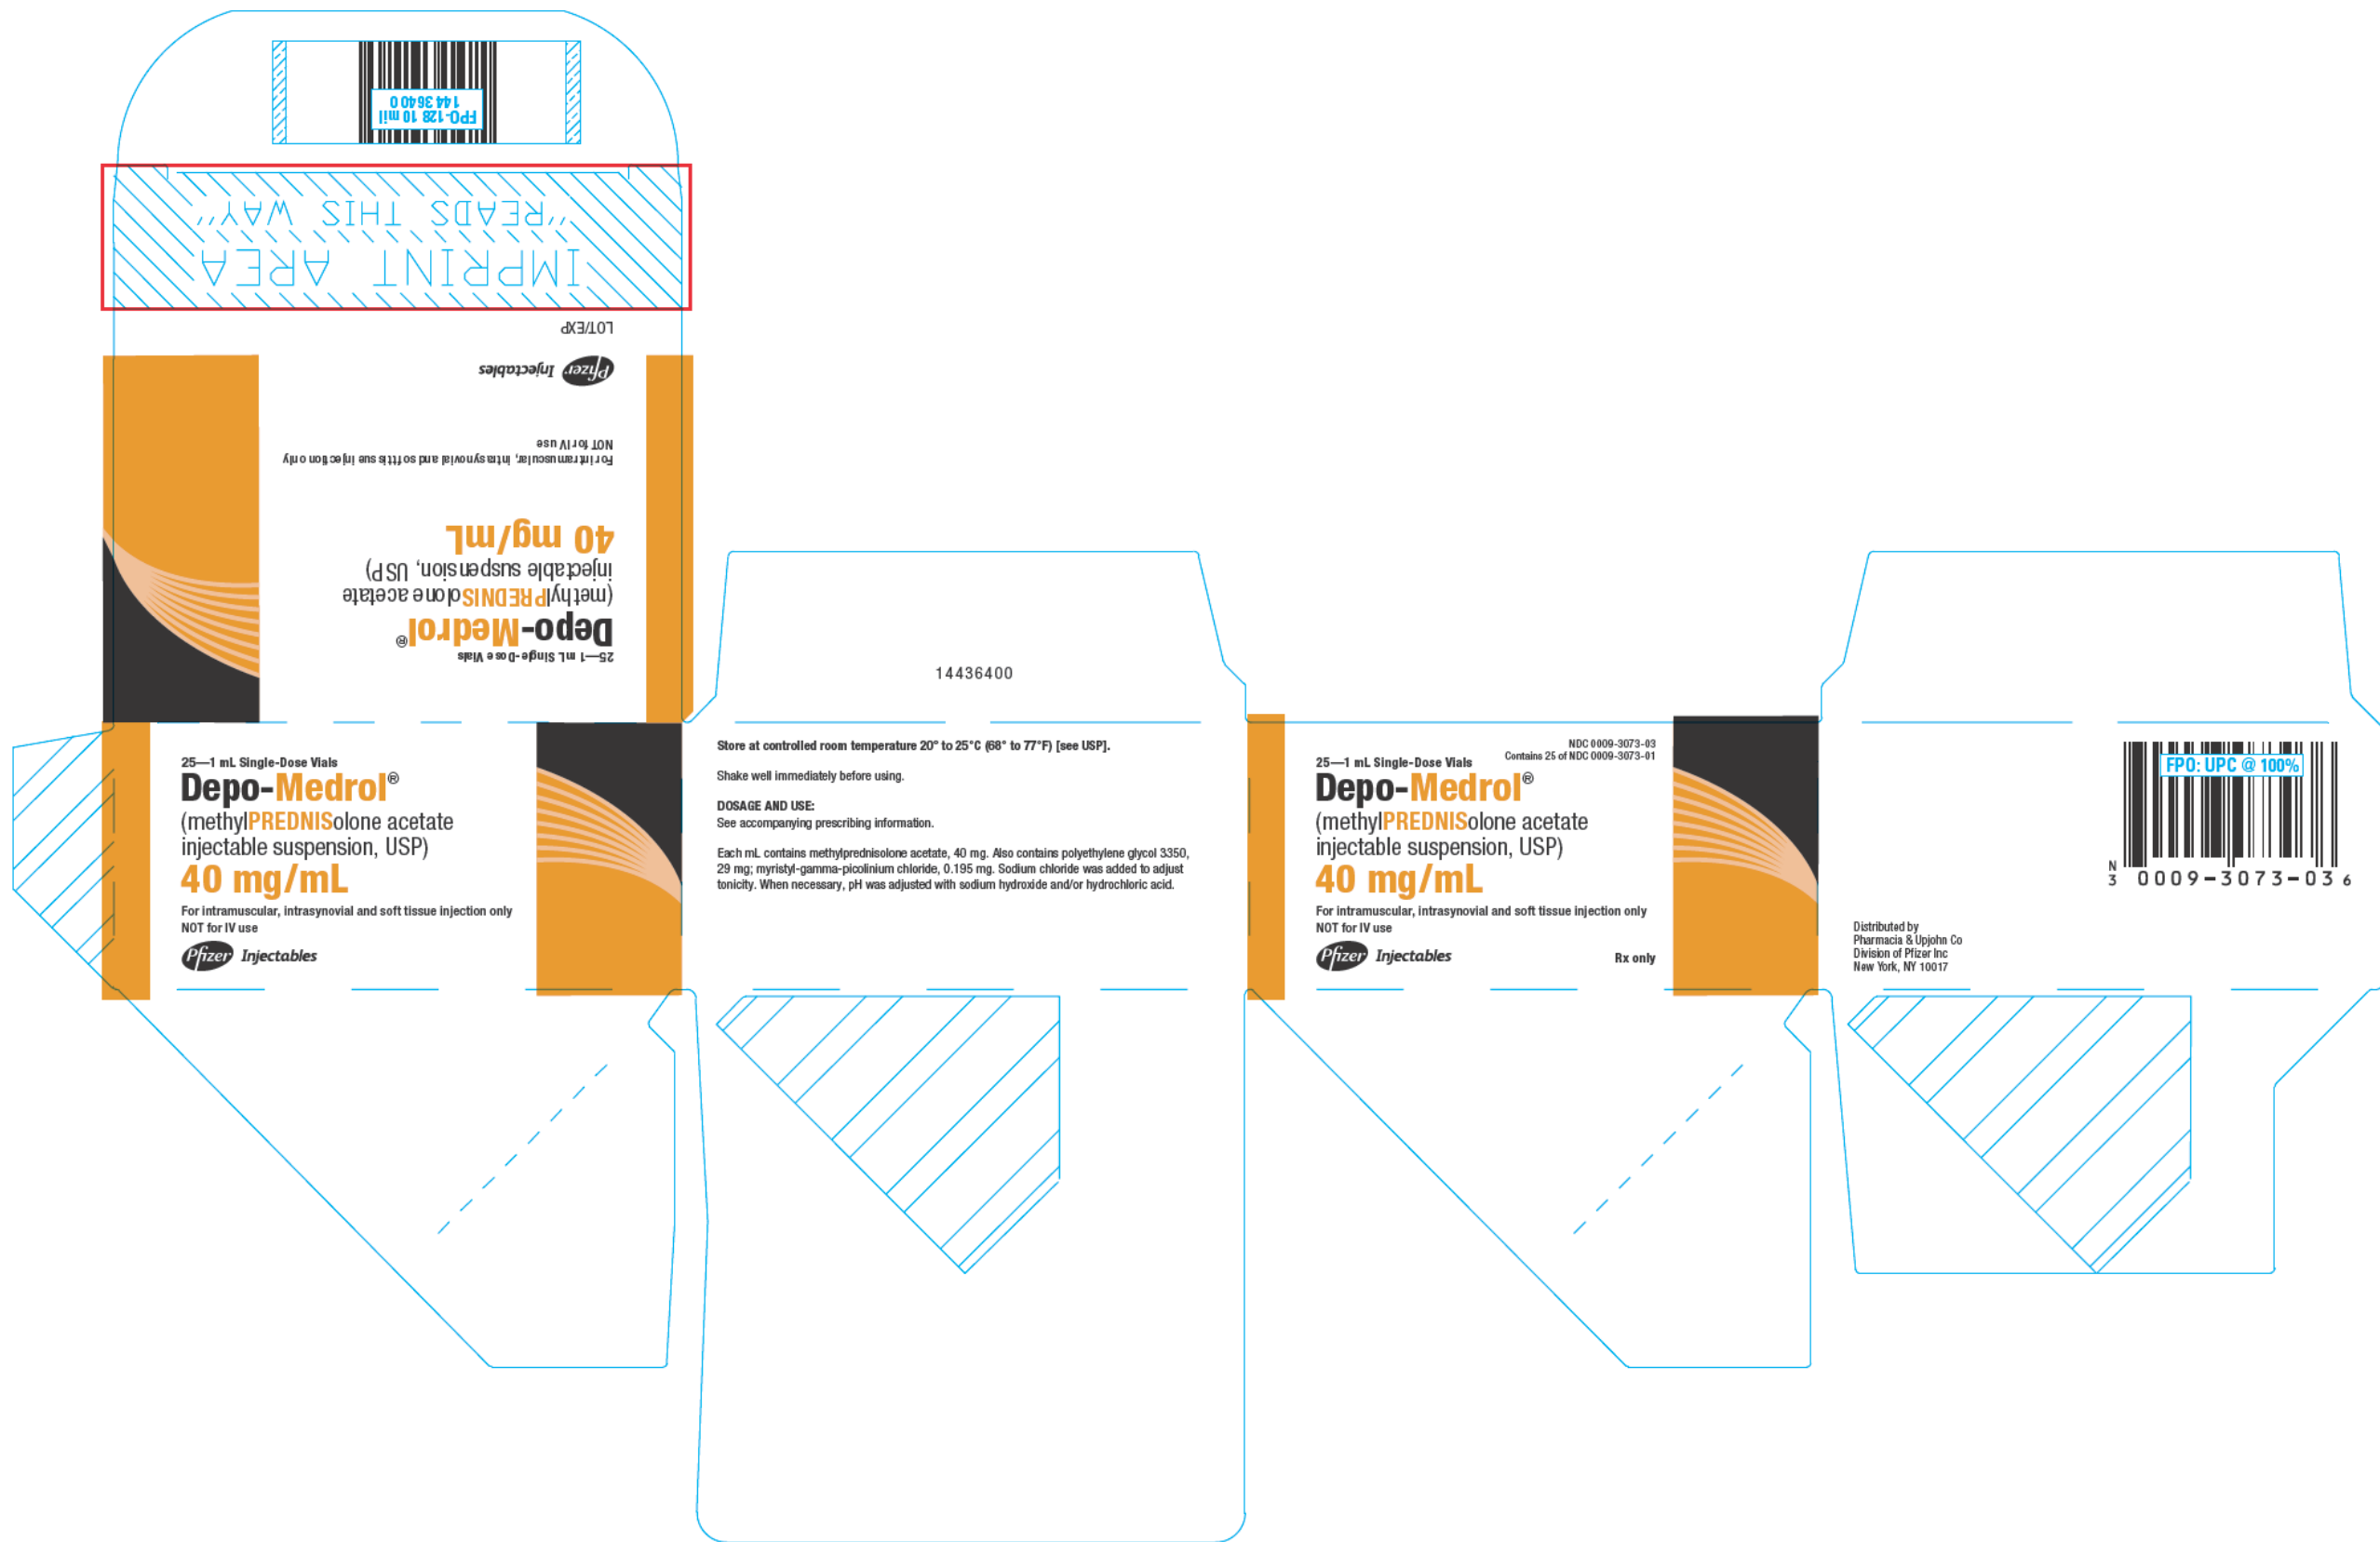 FPO-128 10 mil
144 3640 0
IMPRINT AREA
"READS THIS WAY"
25—1 mL Single-Dose Vials
Depo-Medrol®
(methylPREDNISolone acetate
injectable suspension, USP)
40 mg/mL
For intramuscular, intrasynovial and soft tissue injection only
NOT for IV use
Pfizer Injectables
LOT/EXP
25—1 mL Single-Dose Vials
Depo-Medrol®
(methylPREDNISolone acetate
injectable suspension, USP)
40 mg/mL
For intramuscular, intrasynovial and soft tissue injection only
NOT for IV use
Pfizer Injectables
14436400
Store at controlled room temperature 20° to 25°C (68° to 77°F) [see USP].
Shake well immediately before using.
DOSAGE AND USE:
See accompanying prescribing information.
Each mL contains methylprednisolone acetate, 40 mg. Also contains polyethylene glycol 3350,
29 mg; myristyl-gamma-picolinium chloride, 0.195 mg. Sodium chloride was added to adjust
tonicity. When necessary, pH was adjusted with sodium hydroxide and/or hydrochloric acid.
NDC 0009-3073-03
Contains 25 of NDC 0009-3073-01
25—1 mL Single-Dose Vials
Depo-Medrol®
(methylPREDNISolone acetate
injectable suspension, USP)
40 mg/mL
For intramuscular, intrasynovial and soft tissue injection only
NOT for IV use
Pfizer Injectables
Rx only
FPO: UPC @ 100%
N
3 0009-3073-03 6
Distributed by
Pharmacia & Upjohn Co
Division of Pfizer Inc
New York, NY 10017